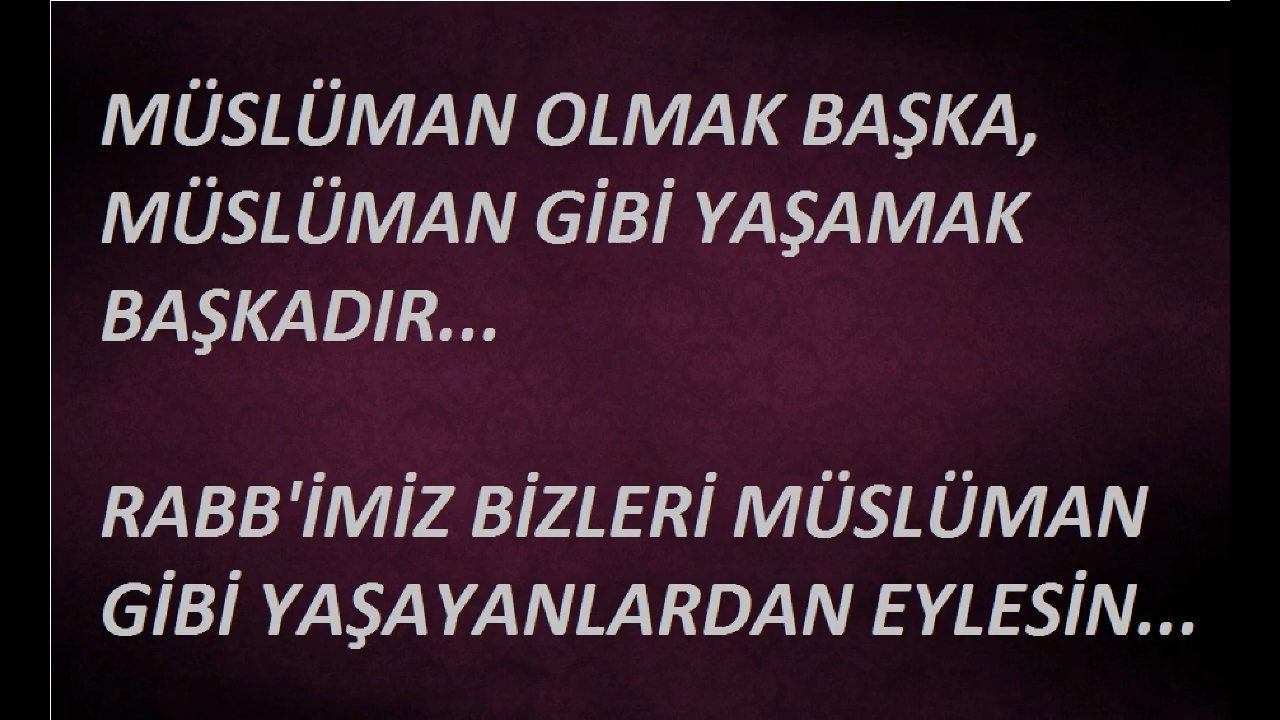 MÜSLÜMAN OLMAK BAŞKA,
MÜSLÜMAN GİBİ YAŞAMAK
BAŞKADIR...
RABB'İMİZ BİZLERİ MÜSLÜMAN
GİBİ YAŞAYANLARDAN EYLESİN...